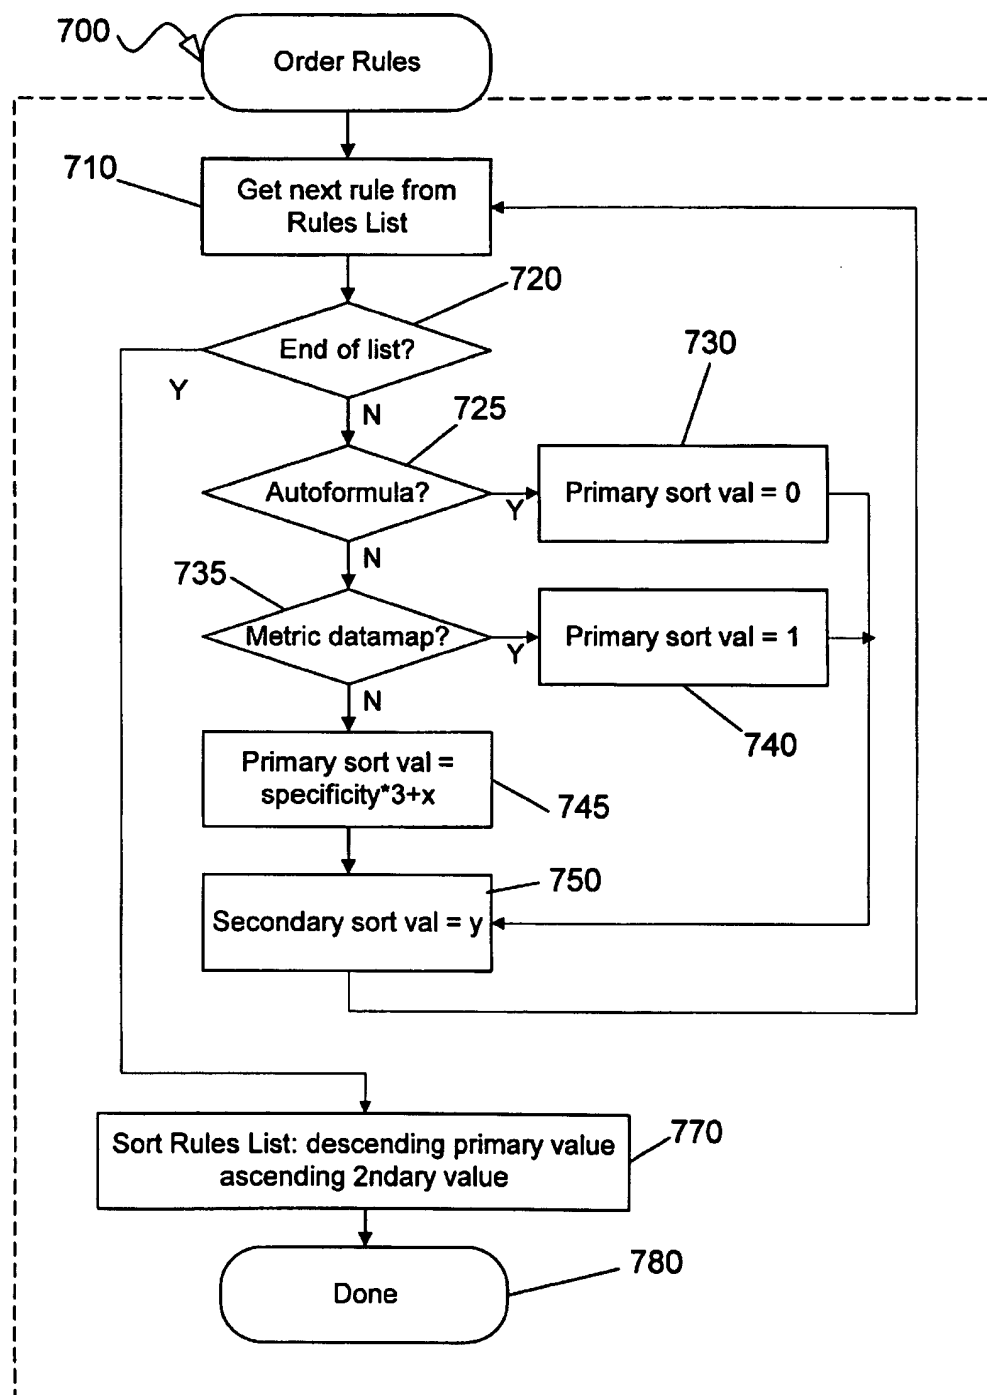 700
Order Rules
710
Get next rule from
Rules List
720
End of list?
Y
N
725
730
Autoformula?
Y
Primary sort val = 0
N
735
Metric datamap?
Y
Primary sort val = 1
N
740
Primary sort val =
specificity*3+x
745
750
Secondary sort val = y
Sort Rules List: descending primary value
ascending 2ndary value
770
Done
780